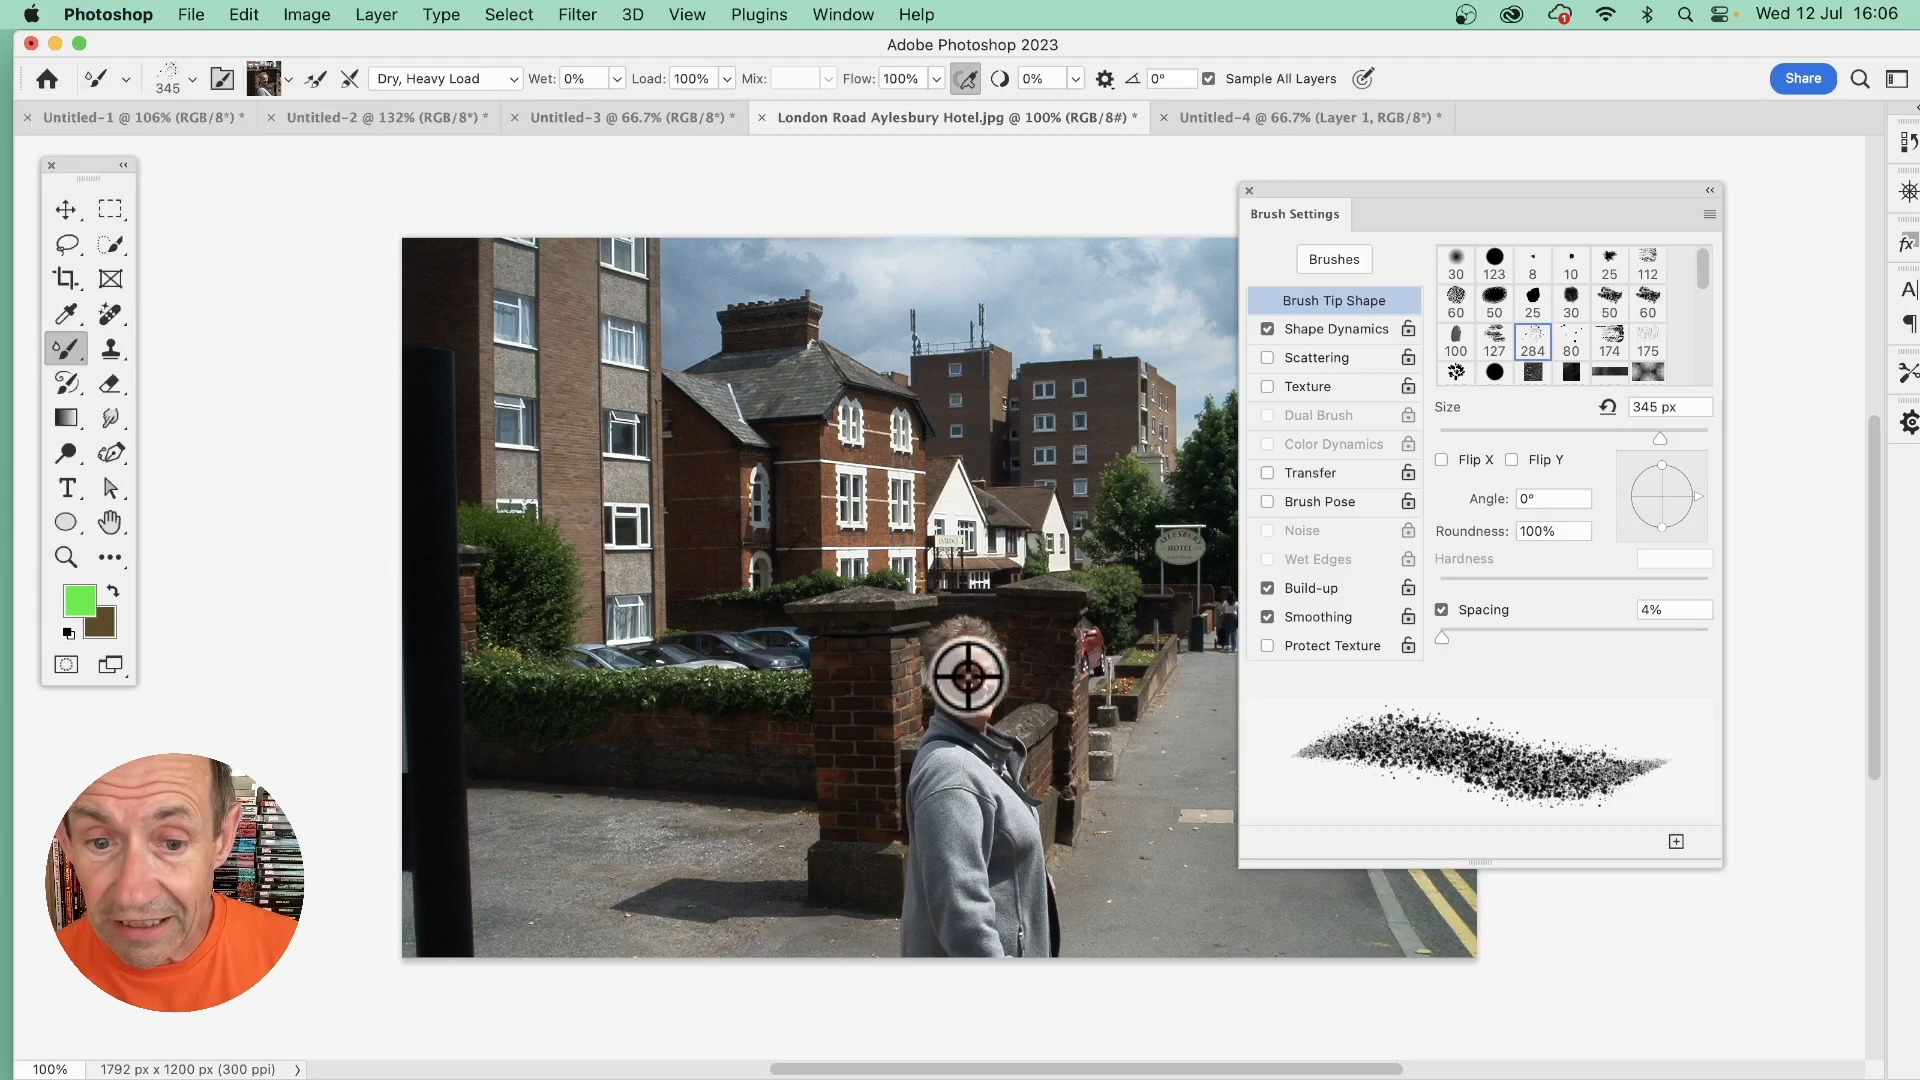 Photoshop File Edit Image Layer Type Select Filter 3D View Plugins Window Help 1 Wed 12 Jul 16:06
Adobe Photoshop 2023
345 Dry, Heavy Load Wet: 0% Load: 100% Mix: Flow: 100% 0% 0° Sample All Layers Share
Untitled-1 @ 106% (RGB/8*) * Untitled-2 @ 132% (RGB/8*) * Untitled-3 @ 66.7% (RGB/8*) * London Road Aylesbury Hotel.jpg @ 100% (RGB/8#) * Untitled-4 @ 66.7% (Layer 1, RGB/8*) *
Brush Settings
Brushes
Brush Tip Shape
Shape Dynamics
Scattering
Texture
Dual Brush
Color Dynamics
Transfer
Brush Pose
Noise
Wet Edges
Build-up
Smoothing
Protect Texture
30 123 8 10 25 112
60 50 25 30 50 60
100 127 284 80 174 175
Size 345 px
Flip X Flip Y
Angle: 0°
Roundness: 100%
Hardness
Spacing 4%
AYLESBURY
HOTEL
100% 1792 px x 1200 px (300 ppi)